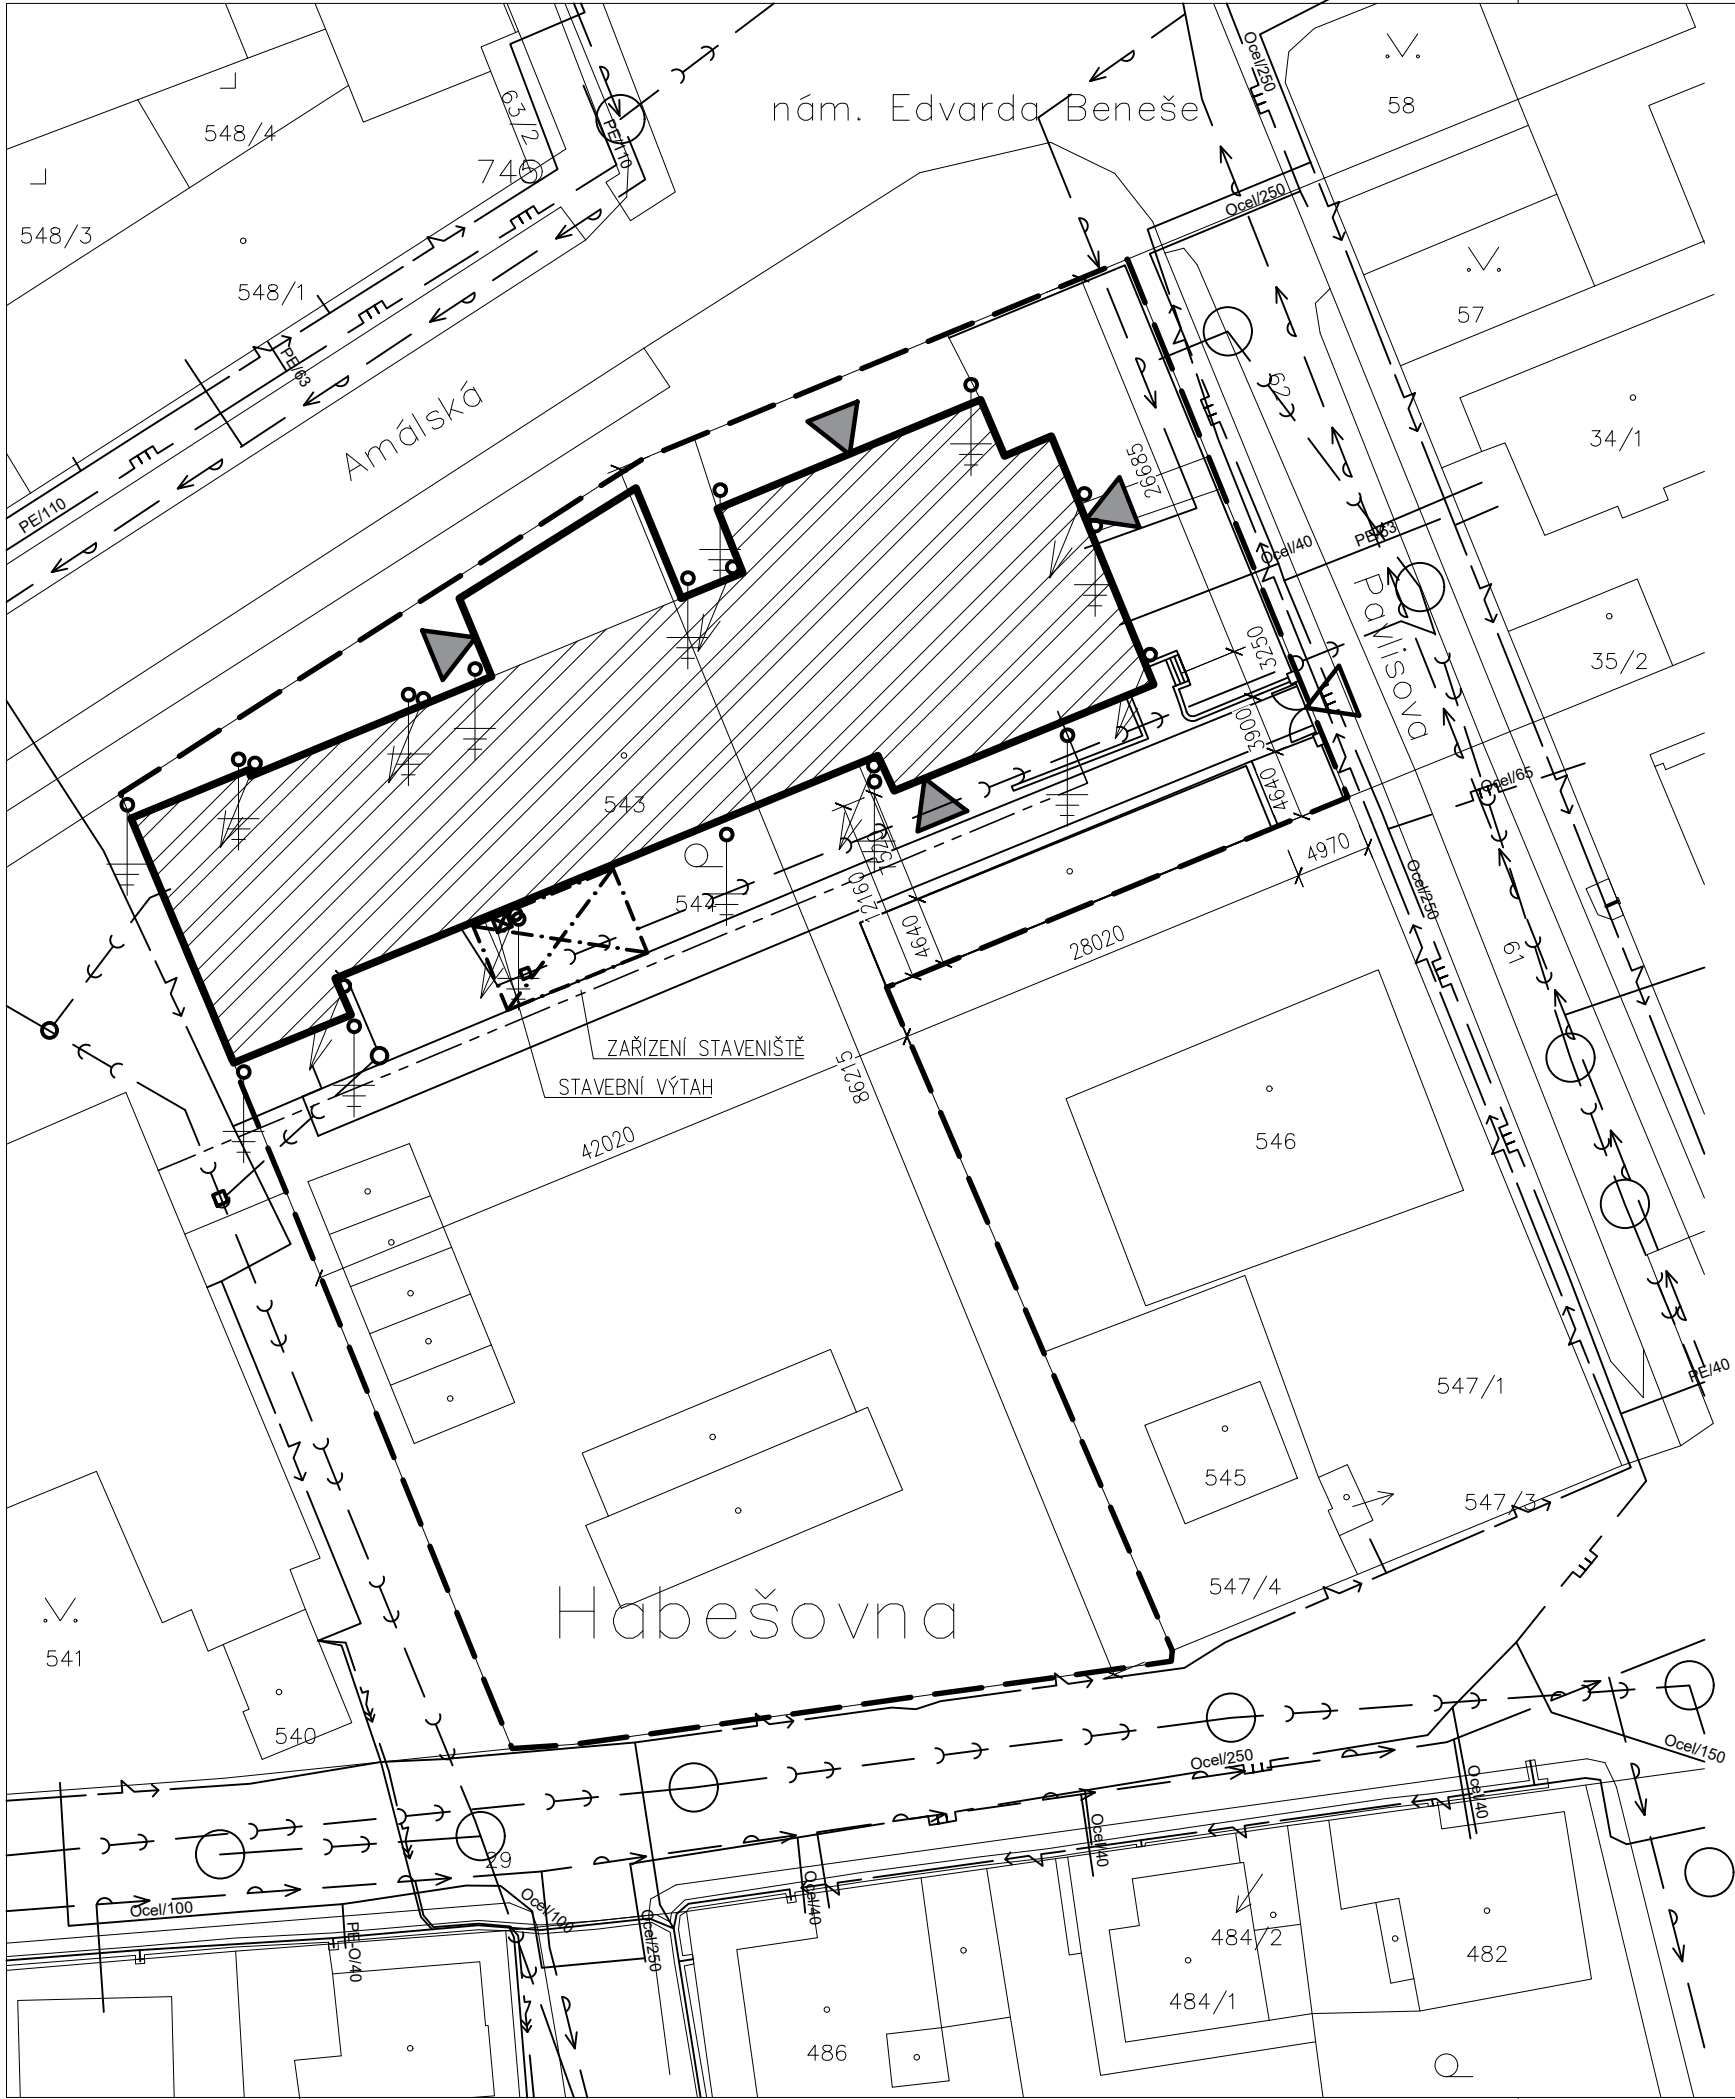 nám. Edvarda Beneše
Ocel/250
58
548/4
63/2
PE/110
746
548/3
Ocel/250
548/1
57
PE/63
62
Amálská
34/1
26685
PE/110
Ocel/40
PE/63
Pavlisova
3250
35/2
3900
543
4640
Ocel/65
4970
544
12160
4640
Ocel/250
28020
61
ZAŘÍZENÍ STAVENIŠTĚ
STAVEBNÍ VÝTAH
86215
42020
546
PE/40
547/1
545
547/3
547/4
Habešovna
541
540
Ocel/250
Ocel/150
Ocel/40
Ocel/40
29
Ocel/100
Ocel/100
Ocel/40
PE-O/40
Ocel/250
484/2
482
484/1
486